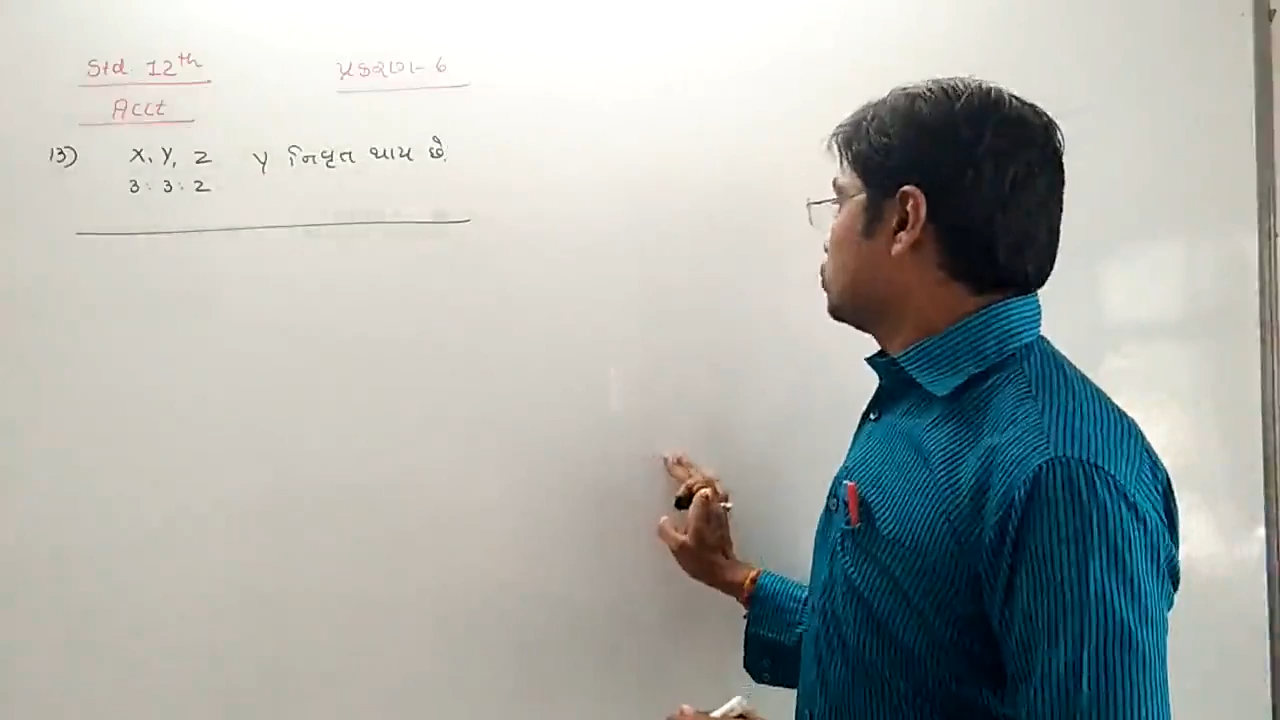 Std. 12th
પ્રકરણ- 6
Acct
13) X, Y, Z Y નિવૃત થાય છે.
3 : 3 : 2